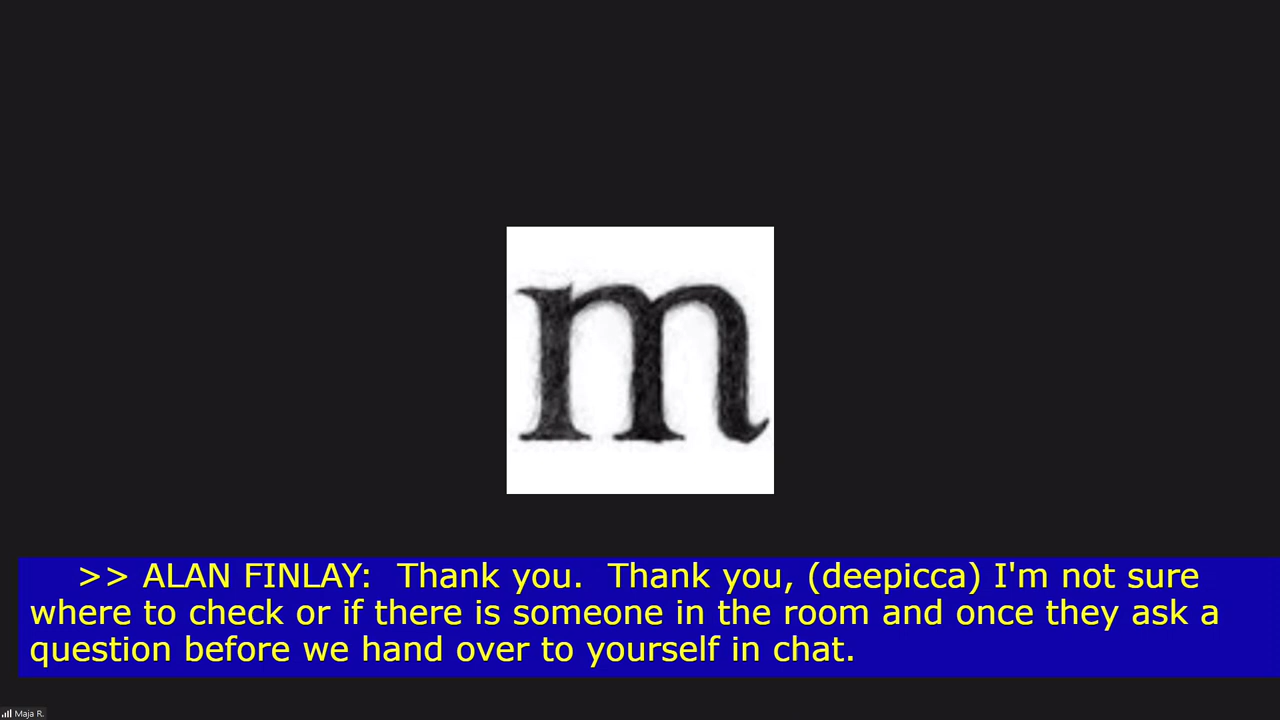 m
>> ALAN FINLAY:  Thank you.  Thank you, (deepicca) I'm not sure
where to check or if there is someone in the room and once they ask a
question before we hand over to yourself in chat.
Maja R.